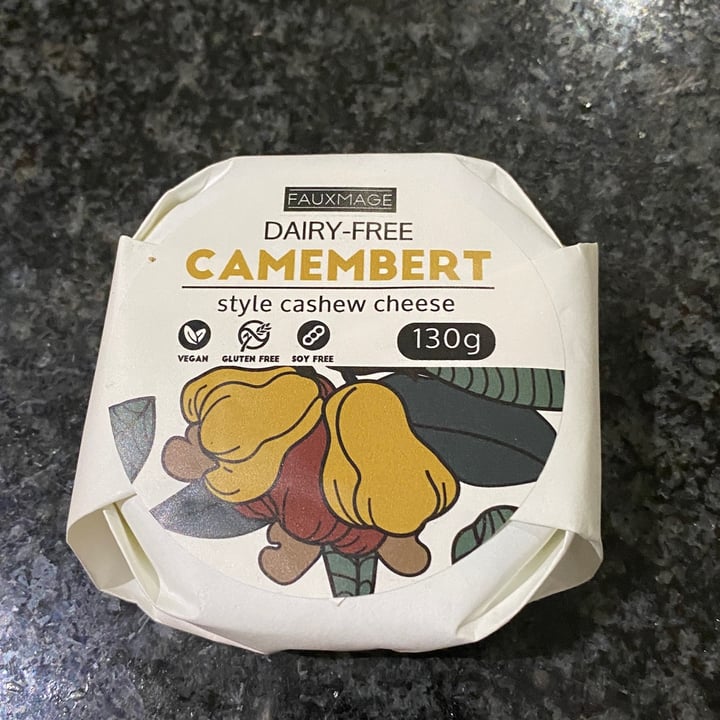 FAUXMAGE
DAIRY-FREE
CAMEMBERT
style cashew cheese
VEGAN GLUTEN FREE SOY FREE 130g